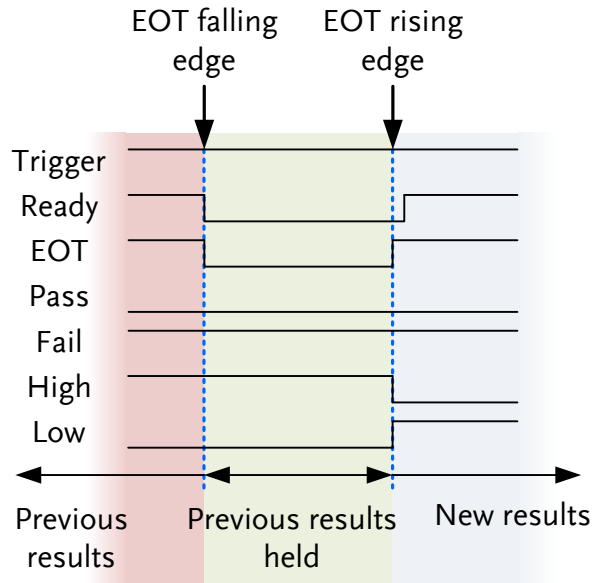 EOT falling
edge
EOT rising
edge
Trigger
Ready
EOT
Pass
Fail
High
Low
Previous
results
Previous results
held
New results